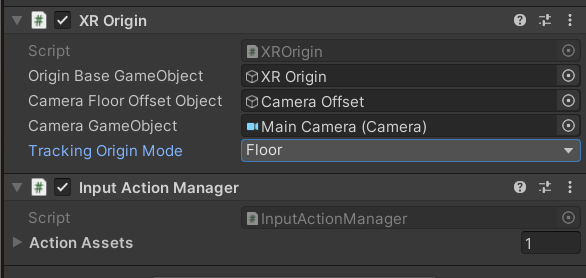 XR Origin
Script XROrigin
Origin Base GameObject XR Origin
Camera Floor Offset Object Camera Offset
Camera GameObject Main Camera (Camera)
Tracking Origin Mode Floor
Input Action Manager
Script InputActionManager
Action Assets 1